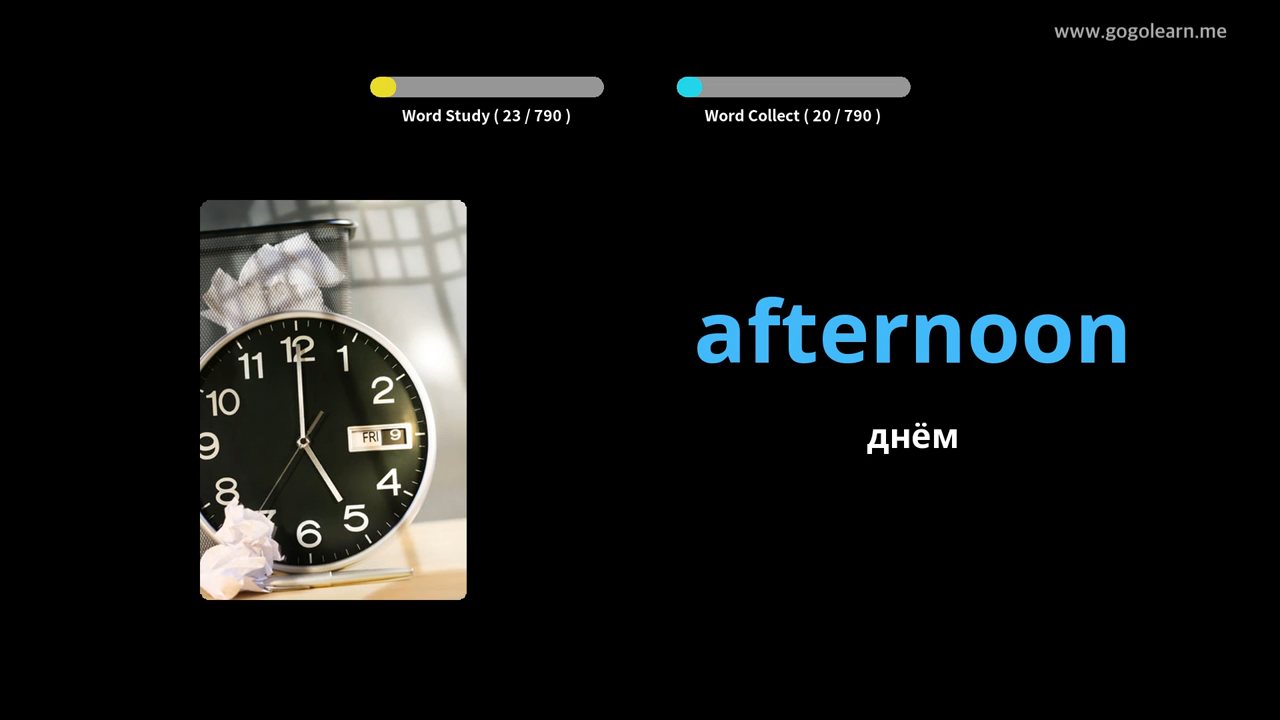 www.gogolearn.me
Word Study ( 23 / 790 )
Word Collect ( 20 / 790 )
12
11
1
10
2
9
FRI 9
8
4
7
5
6
afternoon
днём